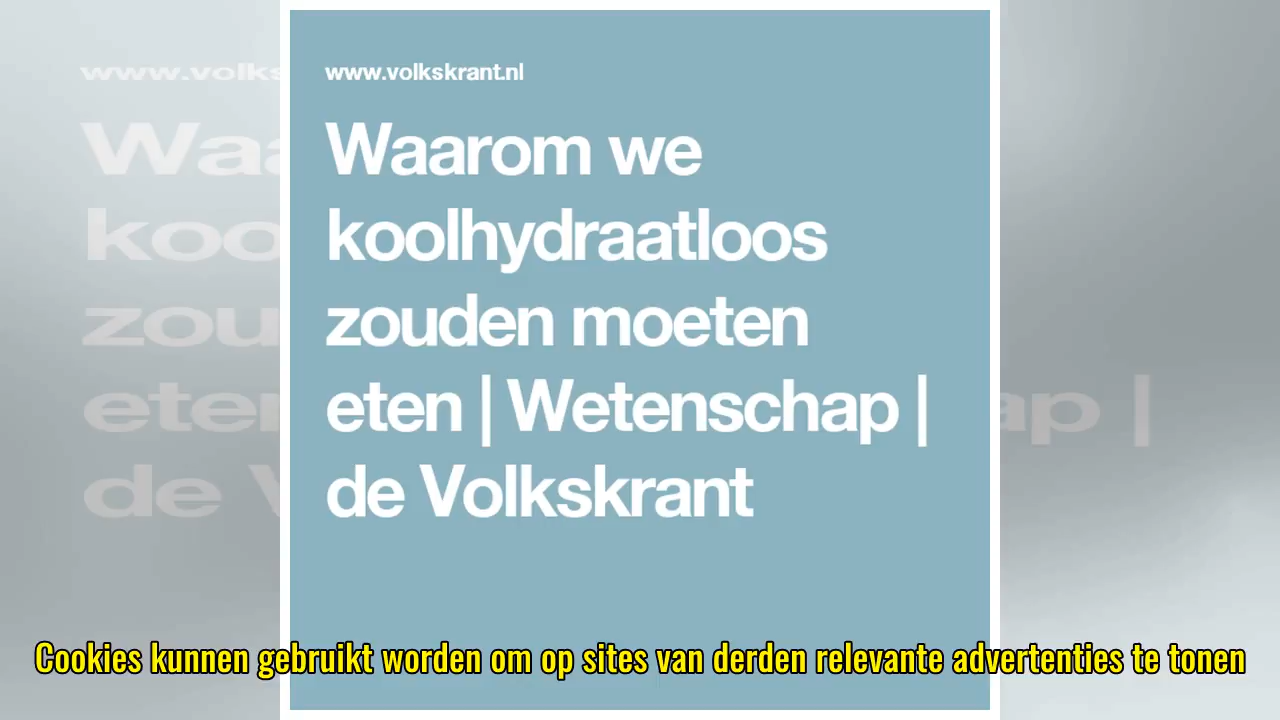 www.volkskrant.nl
Waarom we
koolhydraatloos
zouden moeten
eten | Wetenschap |
de Volkskrant
Cookies kunnen gebruikt worden om op sites van derden relevante advertenties te tonen